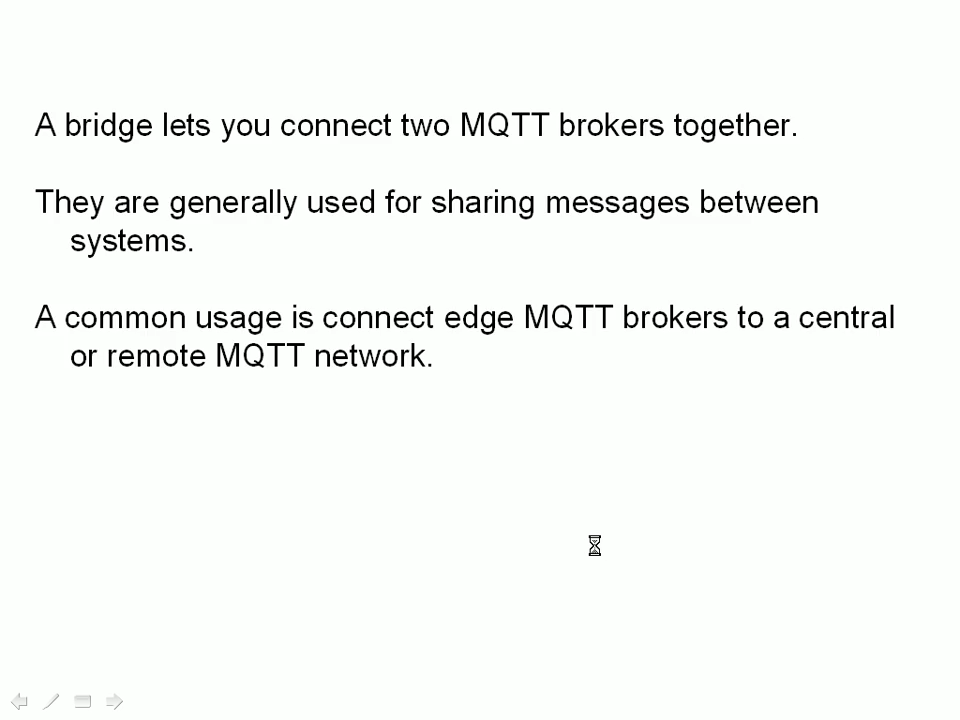 A bridge lets you connect two MQTT brokers together.
They are generally used for sharing messages between
systems.
A common usage is connect edge MQTT brokers to a central
or remote MQTT network.